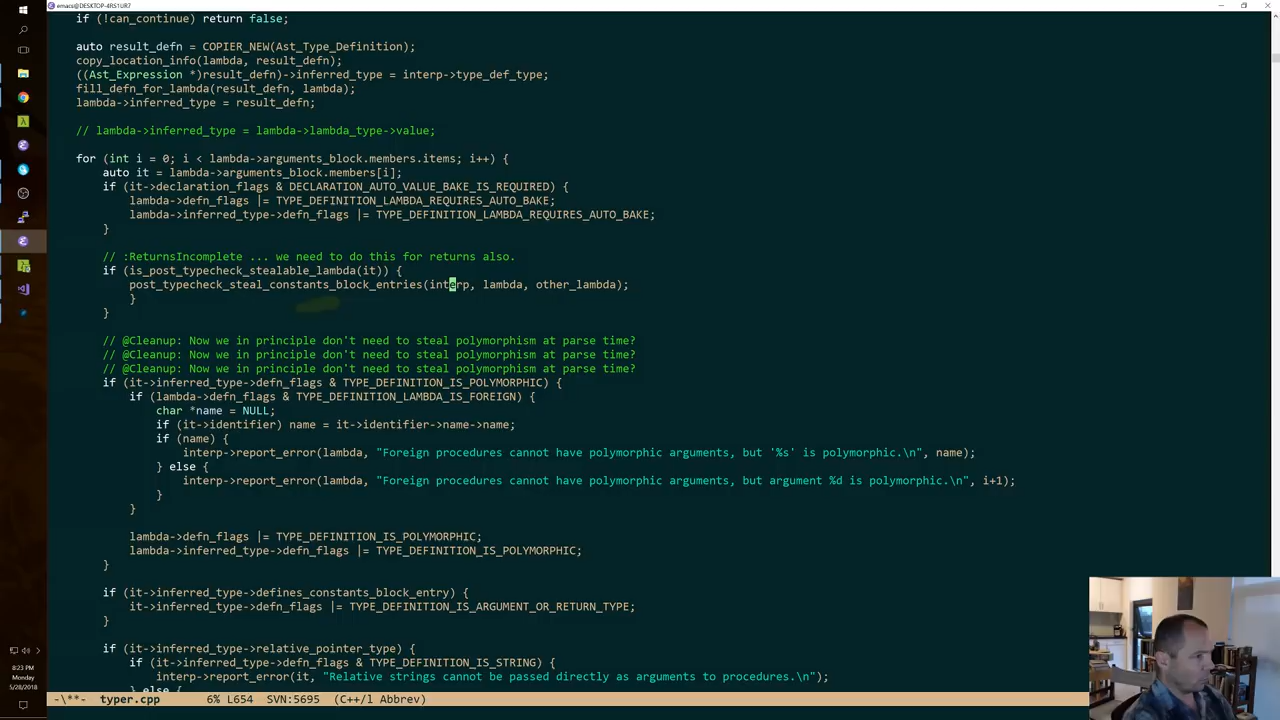 emacs@DESKTOP-4RS1UR7
if (!can_continue) return false;
auto result_defn = COPIER_NEW(Ast_Type_Definition);
copy_location_info(lambda, result_defn);
((Ast_Expression *)result_defn)->inferred_type = interp->type_def_type;
fill_defn_for_lambda(result_defn, lambda);
lambda->inferred_type = result_defn;
// lambda->inferred_type = lambda->lambda_type->value;
for (int i = 0; i < lambda->arguments_block.members.items; i++) {
auto it = lambda->arguments_block.members[i];
if (it->declaration_flags & DECLARATION_AUTO_VALUE_BAKE_IS_REQUIRED) {
lambda->defn_flags |= TYPE_DEFINITION_LAMBDA_REQUIRES_AUTO_BAKE;
lambda->inferred_type->defn_flags |= TYPE_DEFINITION_LAMBDA_REQUIRES_AUTO_BAKE;
}
// :ReturnsIncomplete ... we need to do this for returns also.
if (is_post_typecheck_stealable_lambda(it)) {
post_typecheck_steal_constants_block_entries(interp, lambda, other_lambda);
}
}
// @Cleanup: Now we in principle don't need to steal polymorphism at parse time?
// @Cleanup: Now we in principle don't need to steal polymorphism at parse time?
// @Cleanup: Now we in principle don't need to steal polymorphism at parse time?
if (it->inferred_type->defn_flags & TYPE_DEFINITION_IS_POLYMORPHIC) {
if (lambda->defn_flags & TYPE_DEFINITION_LAMBDA_IS_FOREIGN) {
char *name = NULL;
if (it->identifier) name = it->identifier->name->name;
if (name) {
interp->report_error(lambda, "Foreign procedures cannot have polymorphic arguments, but '%s' is polymorphic.\n", name);
} else {
interp->report_error(lambda, "Foreign procedures cannot have polymorphic arguments, but argument %d is polymorphic.\n", i+1);
}
}
lambda->defn_flags |= TYPE_DEFINITION_IS_POLYMORPHIC;
lambda->inferred_type->defn_flags |= TYPE_DEFINITION_IS_POLYMORPHIC;
}
if (it->inferred_type->defines_constants_block_entry) {
it->inferred_type->defn_flags |= TYPE_DEFINITION_IS_ARGUMENT_OR_RETURN_TYPE;
}
if (it->inferred_type->relative_pointer_type) {
if (it->inferred_type->defn_flags & TYPE_DEFINITION_IS_STRING) {
interp->report_error(it, "Relative strings cannot be passed directly as arguments to procedures.\n");
} else {
-\**- typer.cpp 6% L654 SVN:5695 (C++/l Abbrev)
8:23 PM
Monday
5/28/2018